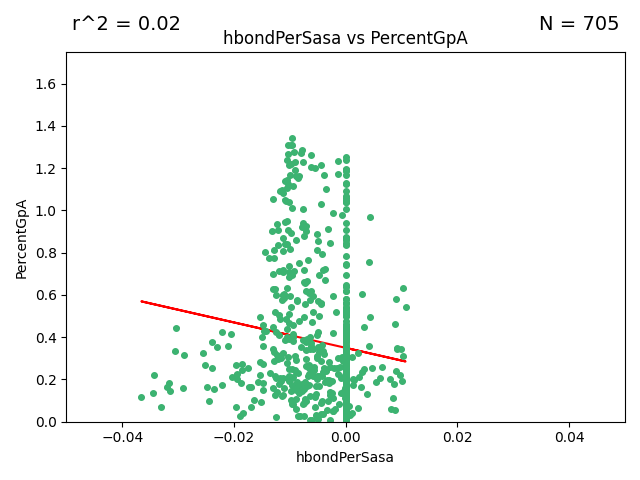 r^2 = 0.02
N = 705
hbondPerSasa vs PercentGpA
PercentGpA
1.6
1.4
1.2
1.0
0.8
0.6
0.4
0.2
0.0
−0.04
−0.02
0.00
0.02
0.04
hbondPerSasa